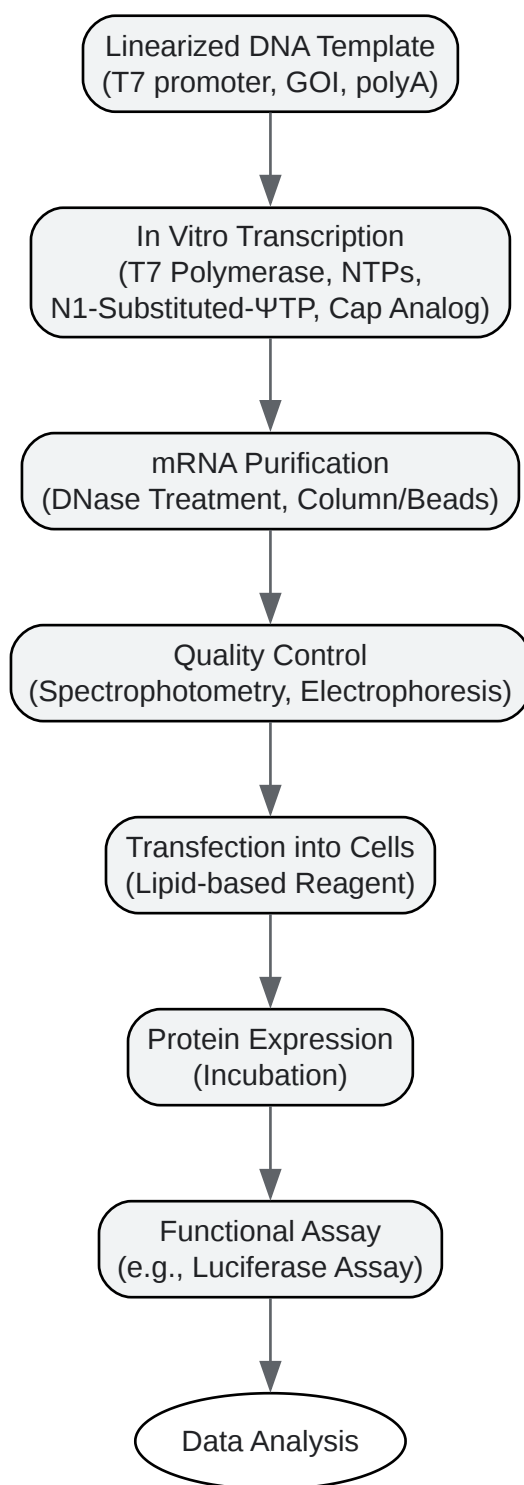 Linearized DNA Template
(T7 promoter, GOI, polyA)
In Vitro Transcription
(T7 Polymerase, NTPs,
N1-Substituted-ΨTP, Cap Analog)
mRNA Purification
(DNase Treatment, Column/Beads)
Quality Control
(Spectrophotometry, Electrophoresis)
Transfection into Cells
(Lipid-based Reagent)
Protein Expression
(Incubation)
Functional Assay
(e.g., Luciferase Assay)
Data Analysis